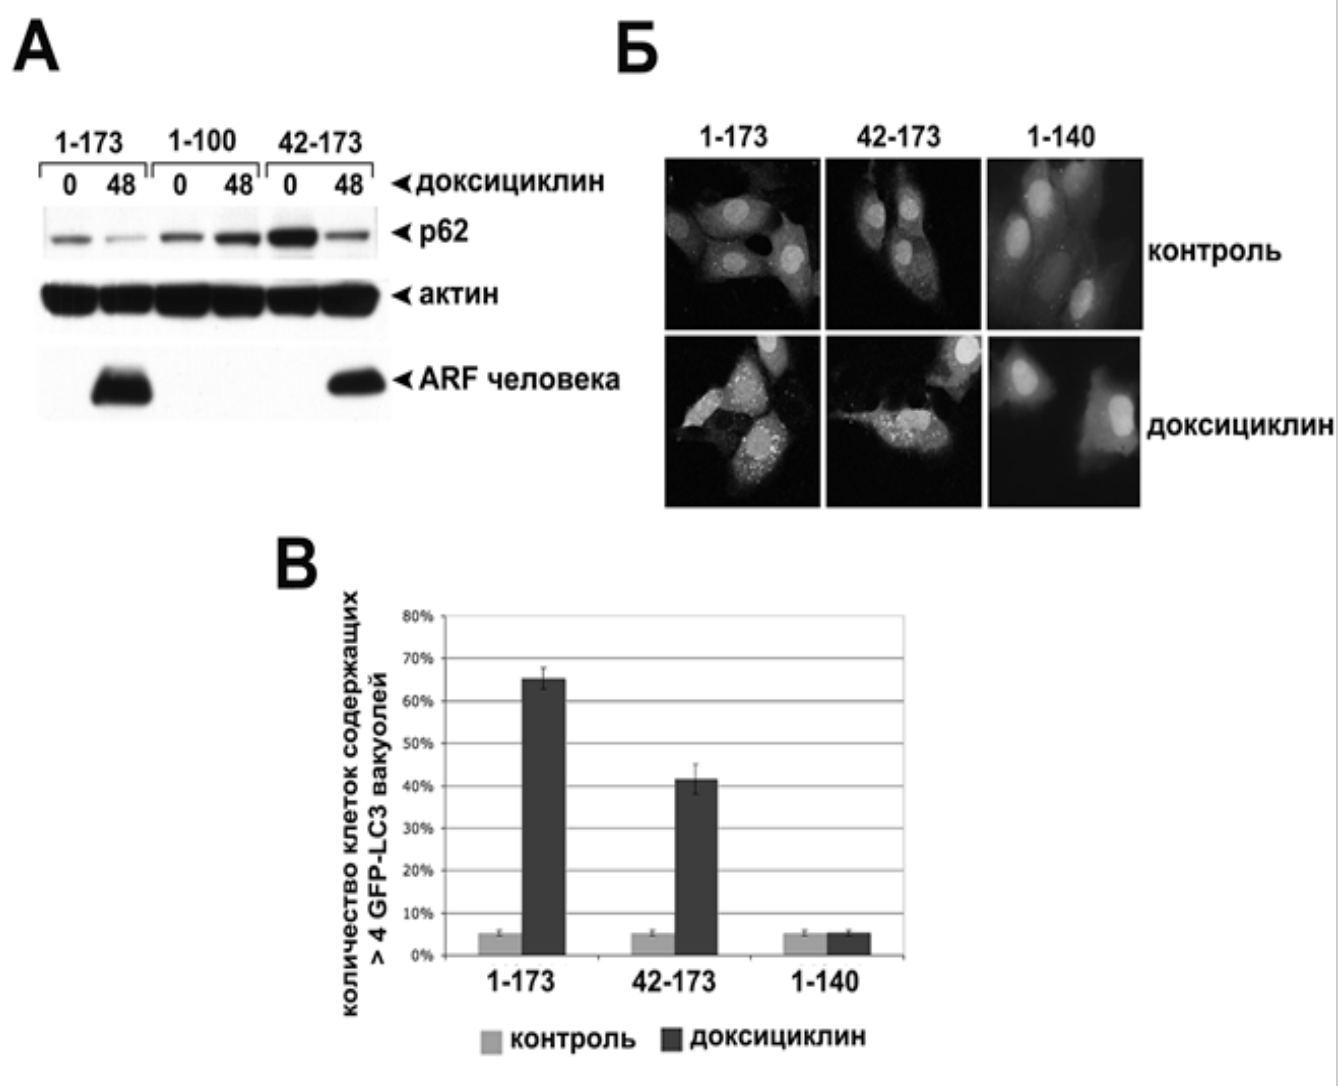 А
Б
1-173 1-100 42-173
0 48 0 48 0 48 доксициклин
p62
актин
ARF человека
1-173 42-173 1-140
контроль
доксициклин
В
количество клеток содержащих
> 4 GFP-LC3 вакуолей
80%
70%
60%
50%
40%
30%
20%
10%
0%
1-173 42-173 1-140
контроль доксициклин